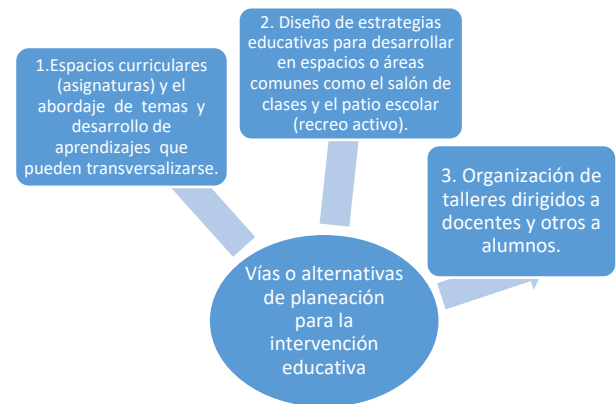 1.Espacios curriculares
(asignaturas) y el
abordaje de temas y
desarrollo de
aprendizajes que
pueden transversalizarse.
2. Diseño de estrategias
educativas para desarrollar
en espacios o áreas
comunes como el salón de
clases y el patio escolar
(recreo activo).
3. Organización de
talleres dirigidos a
docentes y otros a
alumnos.
Vías o alternativas
de planeación
para la
intervención
educativa